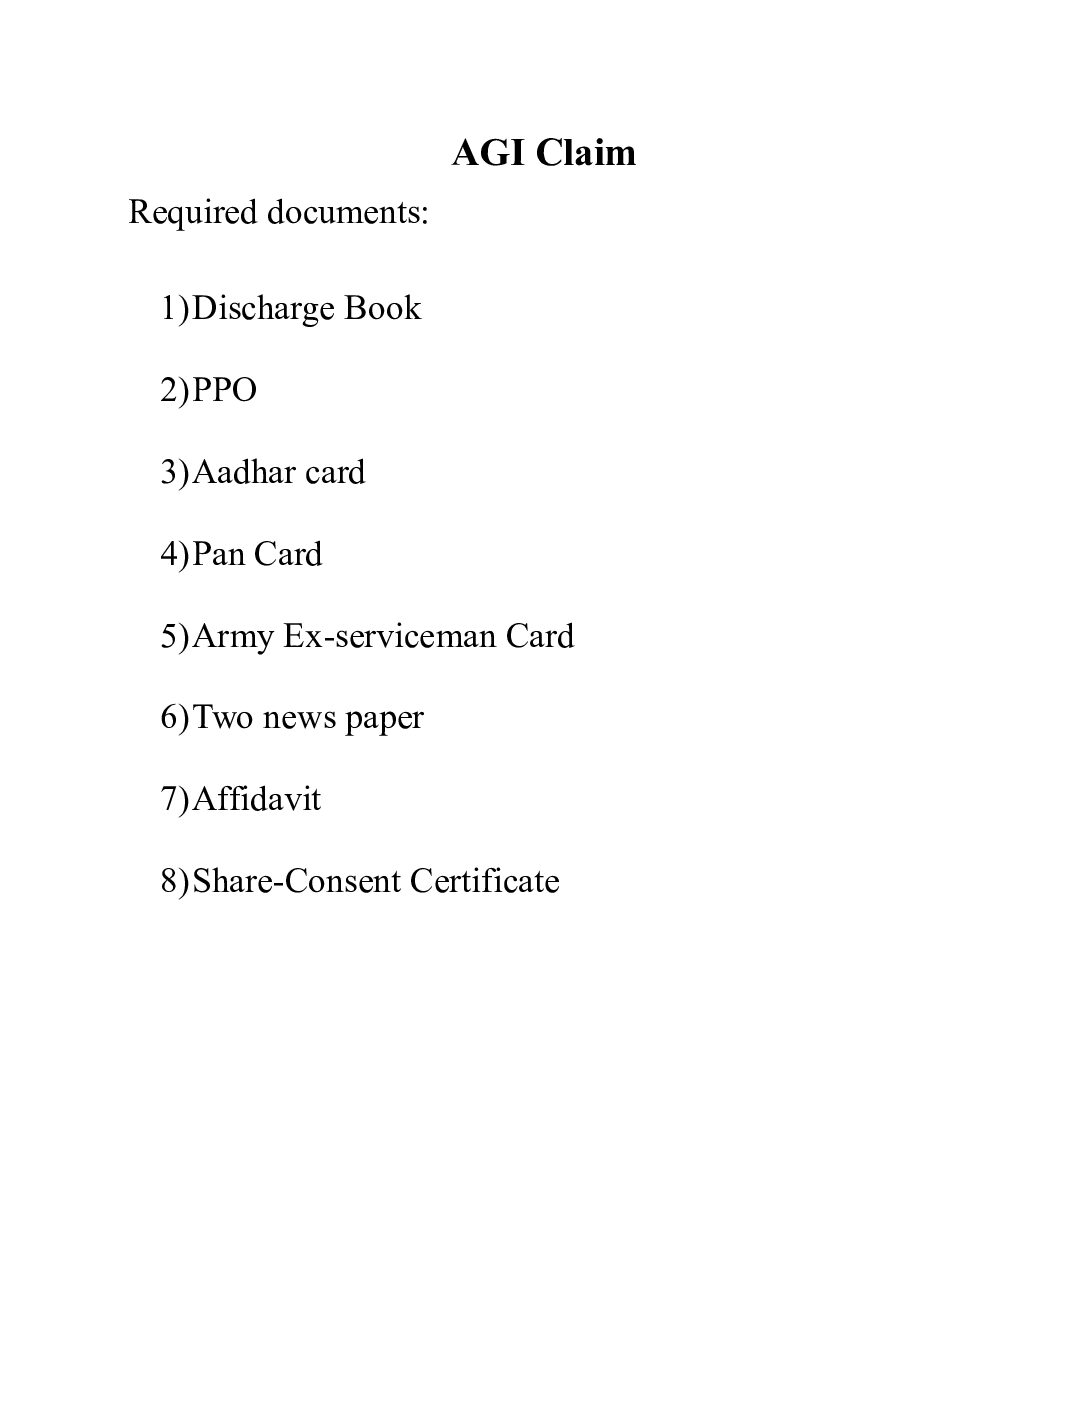 AGI Claim
Required documents:
1)Discharge Book
2)PPO
3)Aadhar card
4)Pan Card
5)Army Ex-serviceman Card
6)Two news paper
7)Affidavit
8)Share-Consent Certificate